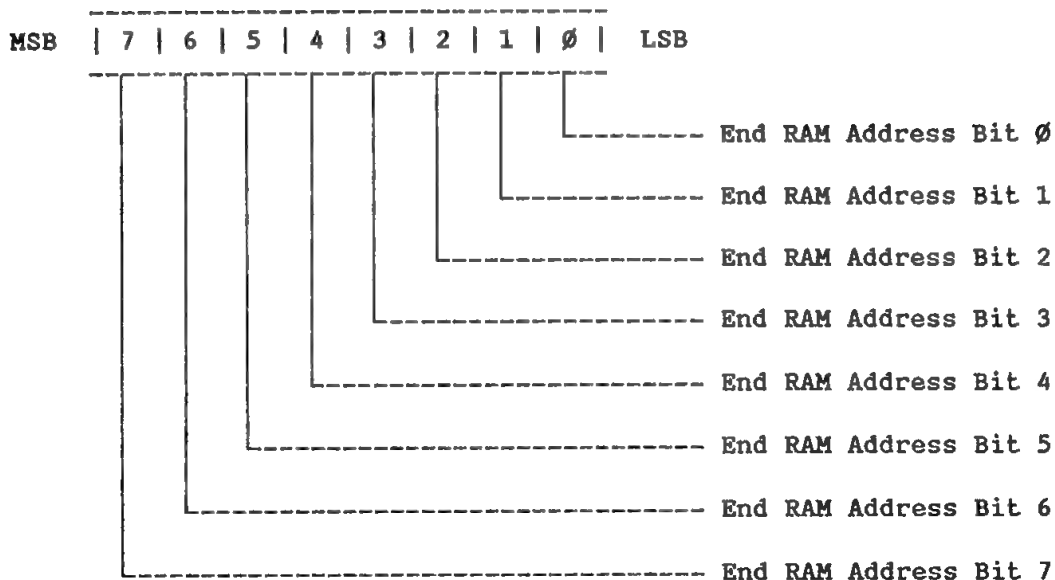 MSB | 7 | 6 | 5 | 4 | 3 | 2 | 1 | Ø | LSB
End RAM Address Bit Ø
End RAM Address Bit 1
End RAM Address Bit 2
End RAM Address Bit 3
End RAM Address Bit 4
End RAM Address Bit 5
End RAM Address Bit 6
End RAM Address Bit 7